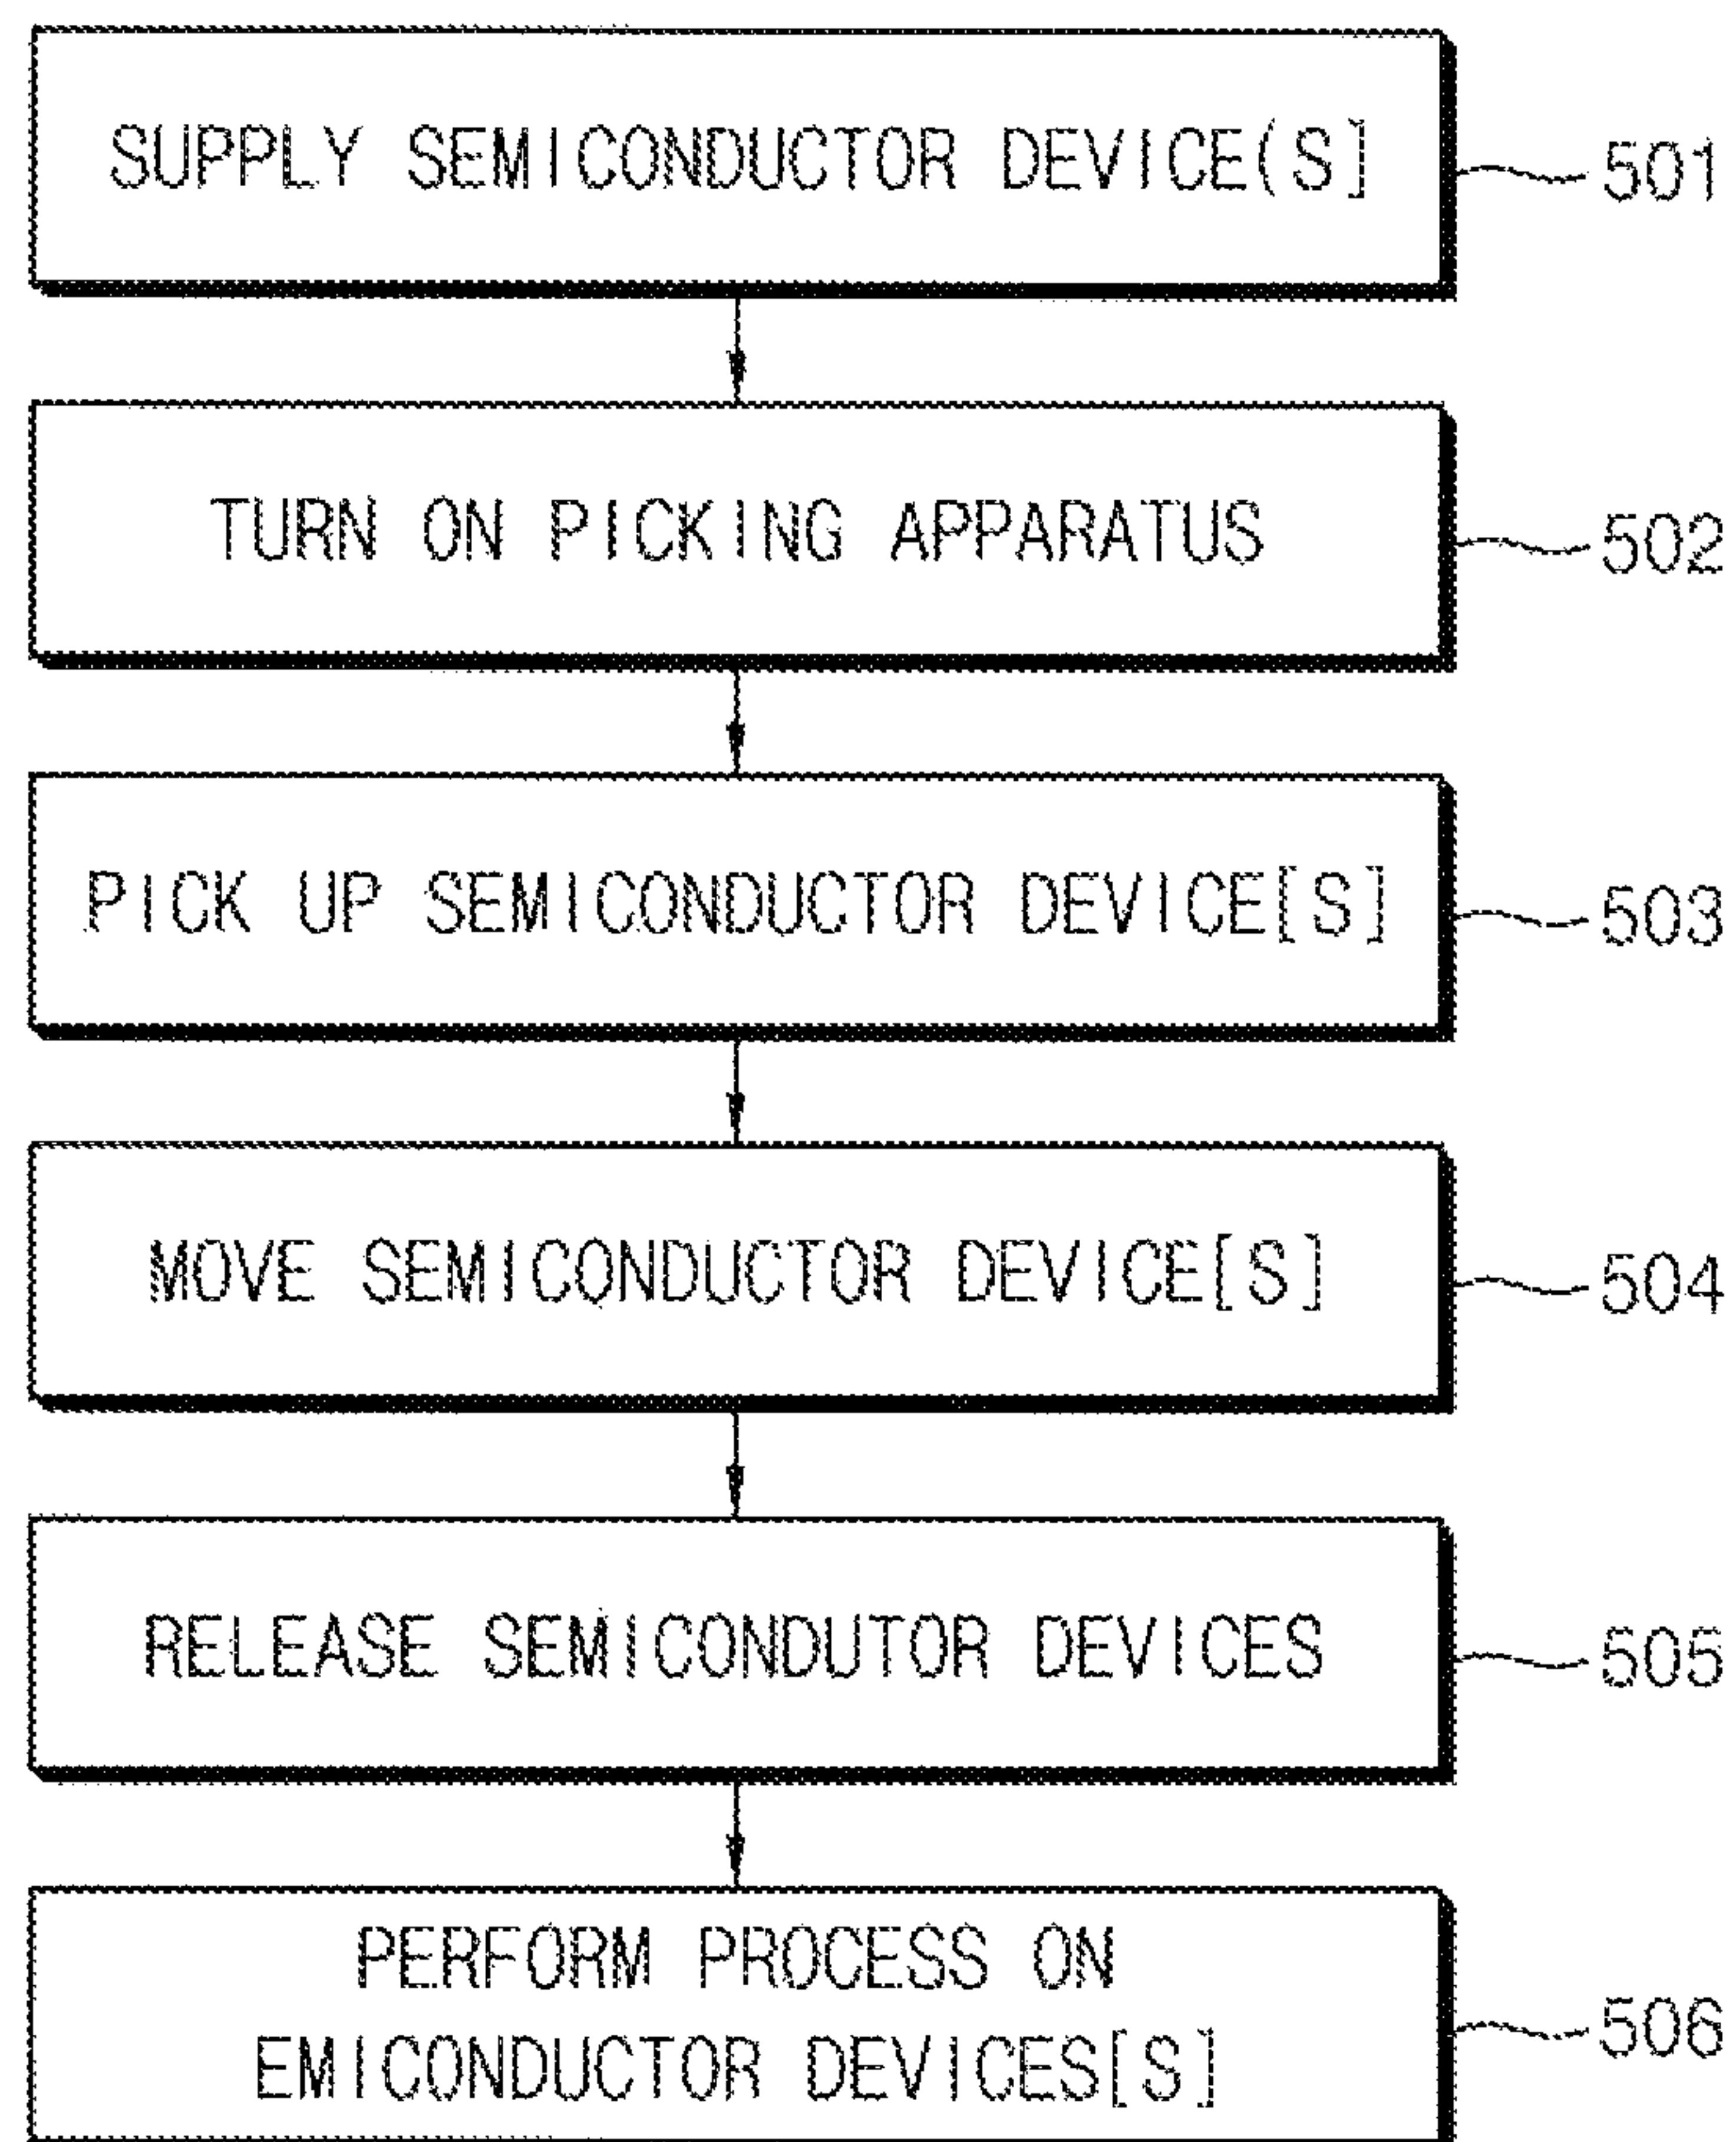 SUPPLY SEMICONDUCTOR DEVICE(S]
501
TURN ON PICKING APPARATUS
502
PICK UP SEMICONDUCTOR DEVICE[S]
503
MOVE SEMICONDUCTOR DEVICE[S]
504
RELEASE SEMICONDUTOR DEVICES
505
PERFORM PROCESS ON
EMICONDUCTOR DEVICES[S]
506